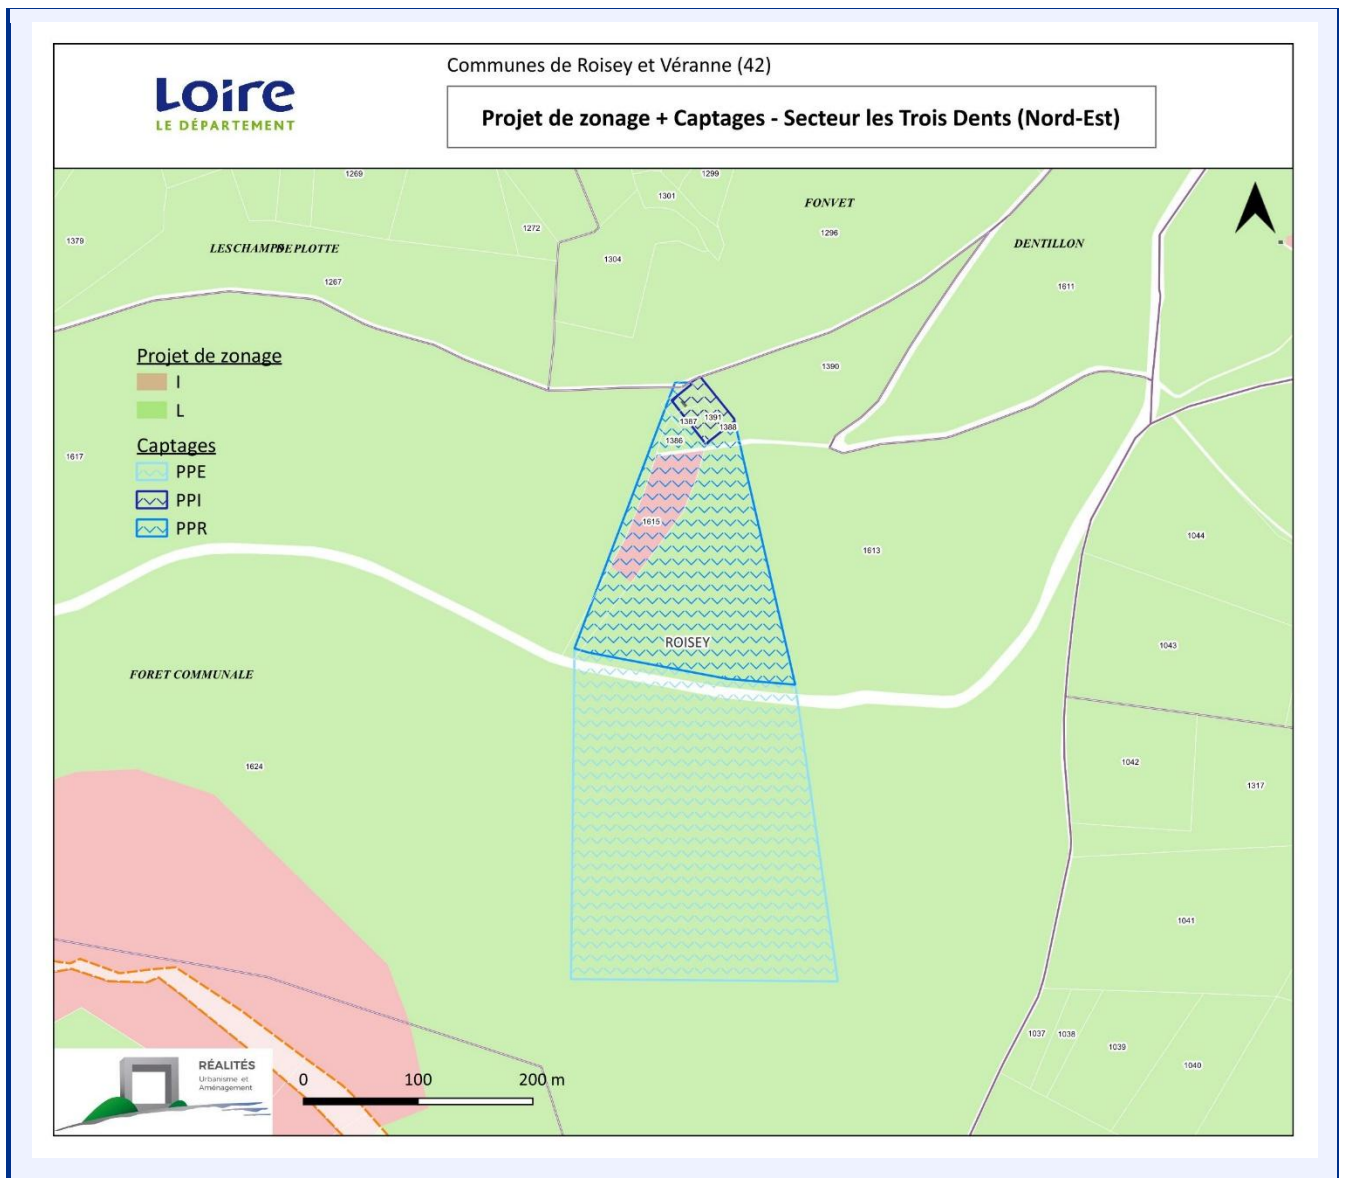 Communes de Roisey et Véranne (42)
Loire
LE DÉPARTEMENT
Projet de zonage + Captages - Secteur les Trois Dents (Nord-Est)
1269
1299
1301
FONVET
1272
1296
1379
LES CHAMPS DE PLOTTE
DENTILLON
1304
1267
1611
Projet de zonage
I
L
1390
Captages
PPE
PPI
PPR
1387
1391
1388
1386
1617
1615
1613
1044
ROISEY
1043
FORET COMMUNALE
1624
1042
1317
1041
1037
1038
1039
1040
RÉALITÉS
Urbanisme et
Aménagement
0
100
200 m